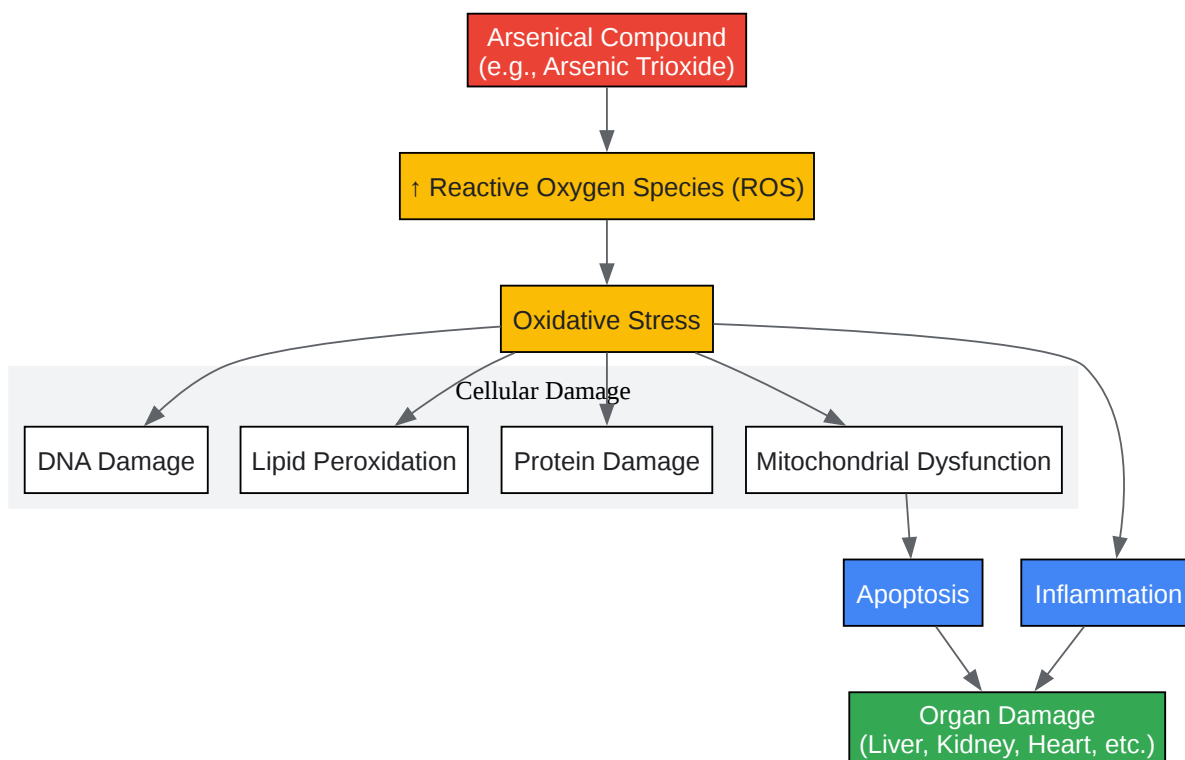 Arsenical Compound
(e.g., Arsenic Trioxide)
↑ Reactive Oxygen Species (ROS)
Oxidative Stress
Cellular Damage
DNA Damage
Lipid Peroxidation
Protein Damage
Mitochondrial Dysfunction
Apoptosis
Inflammation
Organ Damage
(Liver, Kidney, Heart, etc.)